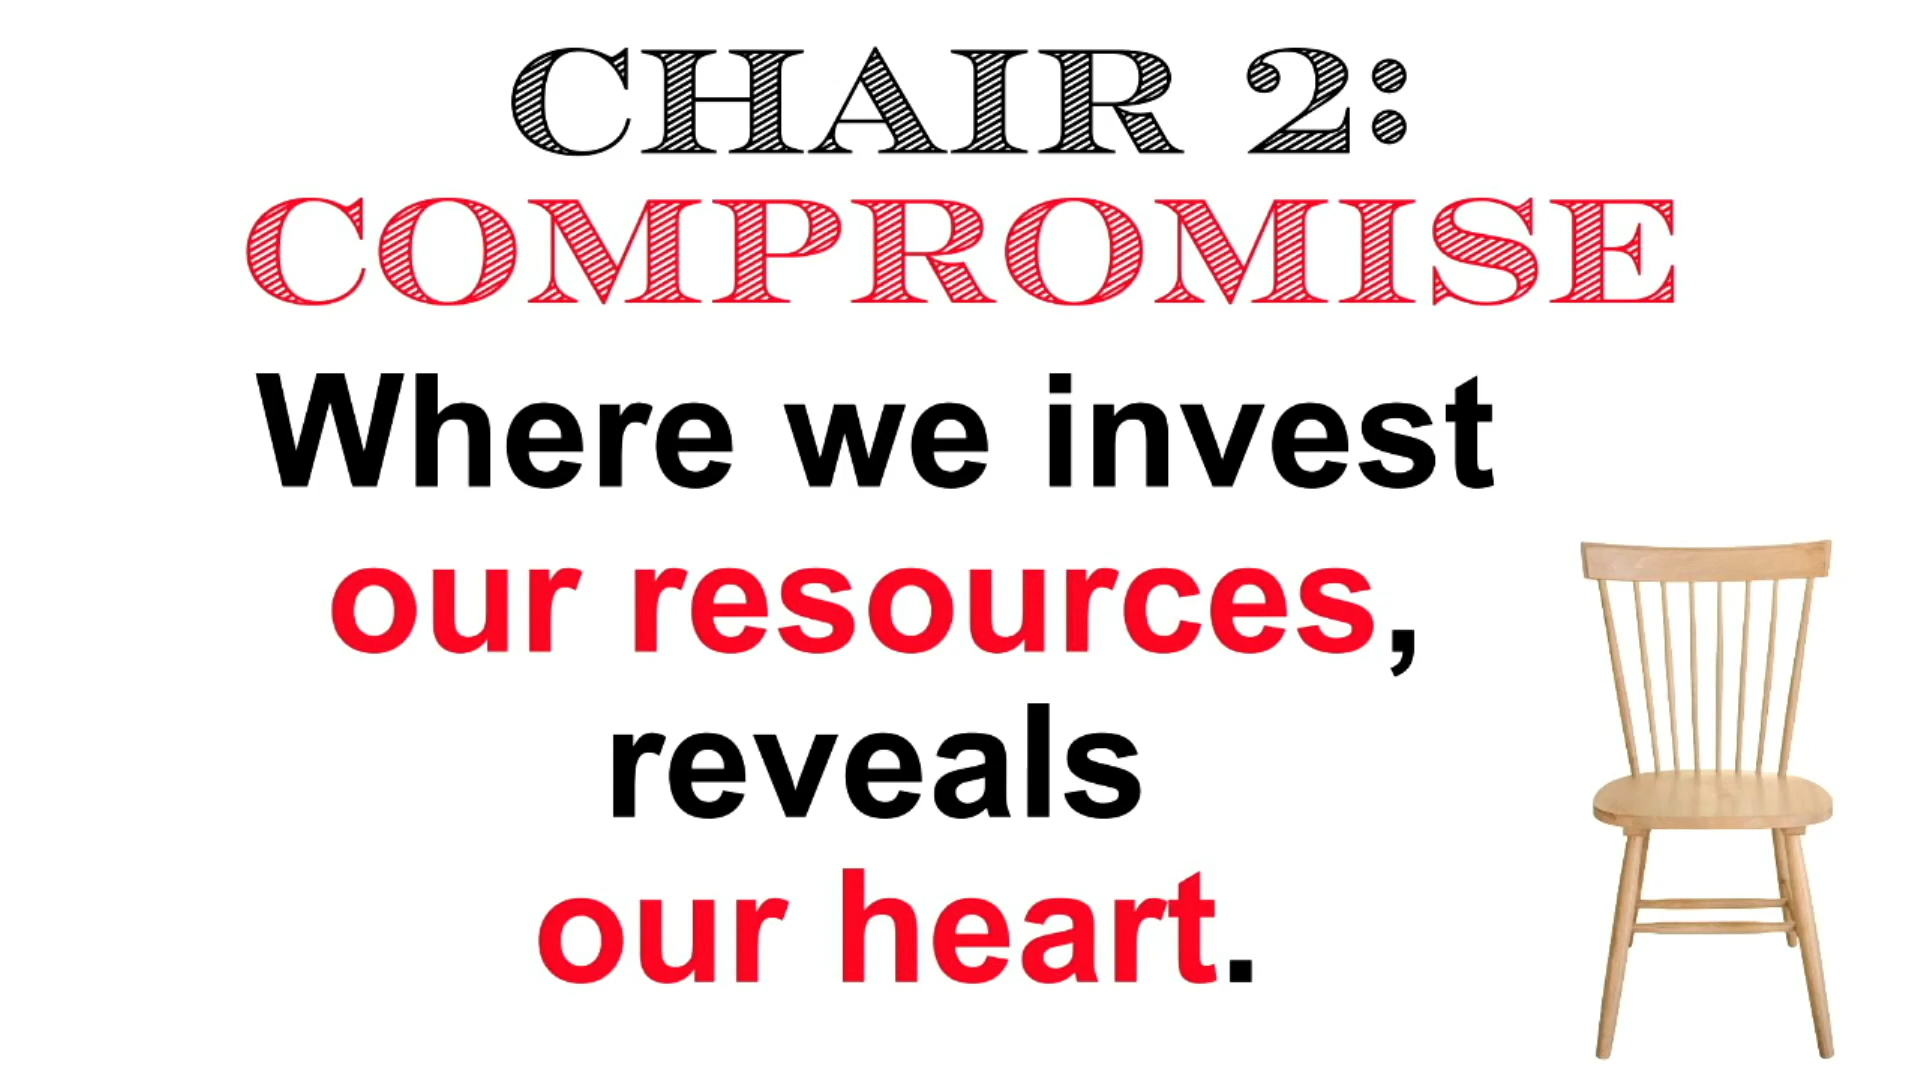 CHAIR 2:
COMPROMISE
Where we invest
our resources,
reveals
our heart.